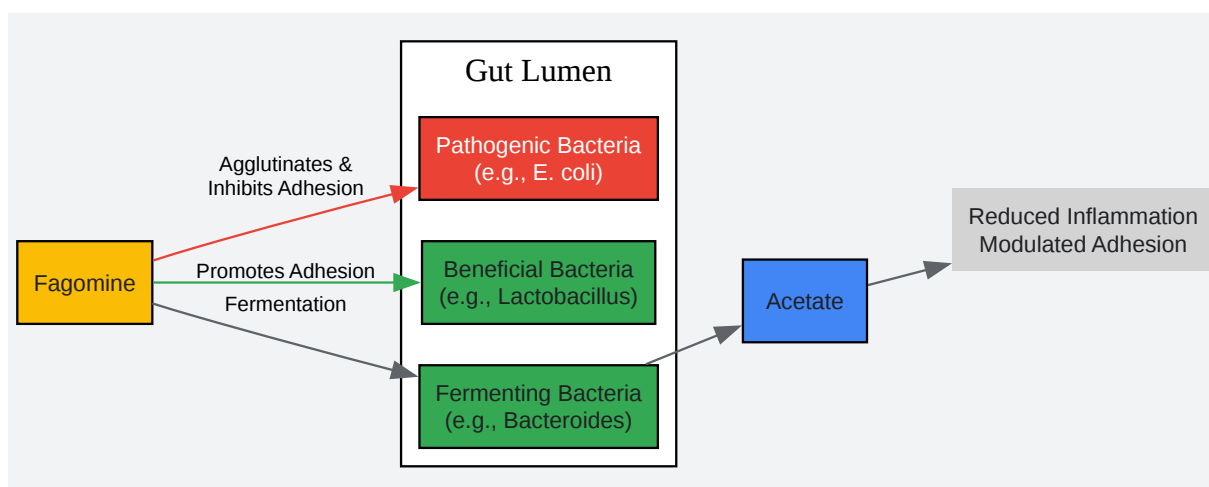 Gut Lumen
Pathogenic Bacteria
(e.g., E. coli)
Agglutinates &
Inhibits Adhesion
Fagomine
Promotes Adhesion
Beneficial Bacteria
(e.g., Lactobacillus)
Fermentation
Fermenting Bacteria
(e.g., Bacteroides)
Acetate
Reduced Inflammation
Modulated Adhesion